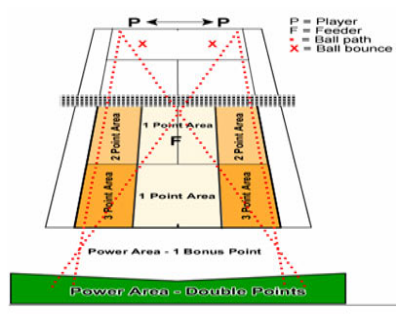 P P
P = Player
F = Feeder
= Ball path
X = Ball bounce
X X
2 Point Area
1 Point Area
2 Point Area
F
3 Point Area
1 Point Area
3 Point Area
Power Area - 1 Bonus Point
Power Area - Double Points